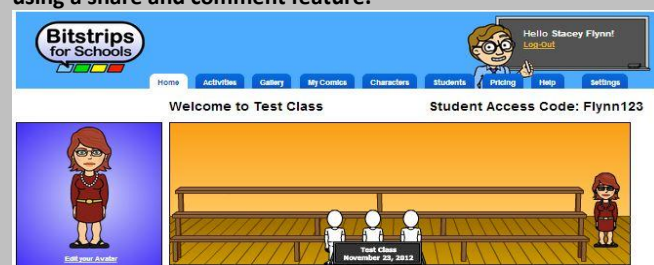 using a share and comment feature.
Bitstrips
for Schools
Hello Stacey Flynn!
Log-Out
Home Activities Gallery My Comics Characters Students Pricing Help Settings
Welcome to Test Class Student Access Code: Flynn123
Edit your Avatar
Test Class
November 23, 2012